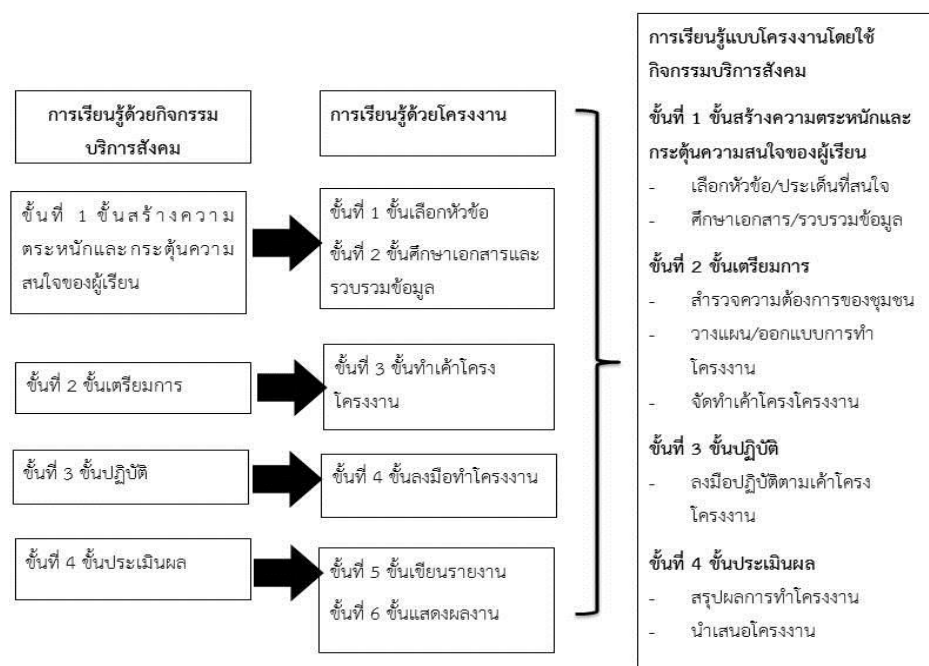 การเรียนรู้ด้วยกิจกรรม
บริการสังคม
ขั้นที่ 1 ขั้นสร้างความ
ตระหนักและกระตุ้นความ
สนใจของผู้เรียน
ขั้นที่ 2 ขั้นเตรียมการ
ขั้นที่ 3 ขั้นปฏิบัติ
ขั้นที่ 4 ขั้นประเมินผล
การเรียนรู้ด้วยโครงงาน
ขั้นที่ 1 ขั้นเลือกหัวข้อ
ขั้นที่ 2 ขั้นศึกษาเอกสารและ
รวบรวมข้อมูล
ขั้นที่ 3 ขั้นทำเค้าโครง
โครงงาน
ขั้นที่ 4 ขั้นลงมือทำโครงงาน
ขั้นที่ 5 ขั้นเขียนรายงาน
ขั้นที่ 6 ขั้นแสดงผลงาน
การเรียนรู้แบบโครงงานโดยใช้
กิจกรรมบริการสังคม
ขั้นที่ 1 ขั้นสร้างความตระหนักและ
กระตุ้นความสนใจของผู้เรียน
- เลือกหัวข้อ/ประเด็นที่สนใจ
- ศึกษาเอกสาร/รวบรวมข้อมูล
ขั้นที่ 2 ขั้นเตรียมการ
- สำรวจความต้องการของชุมชน
- วางแผน/ออกแบบการทำ
โครงงาน
- จัดทำเค้าโครงโครงงาน
ขั้นที่ 3 ขั้นปฏิบัติ
- ลงมือปฏิบัติตามเค้าโครง
โครงงาน
ขั้นที่ 4 ขั้นประเมินผล
- สรุปผลการทำโครงงาน
- นำเสนอโครงงาน